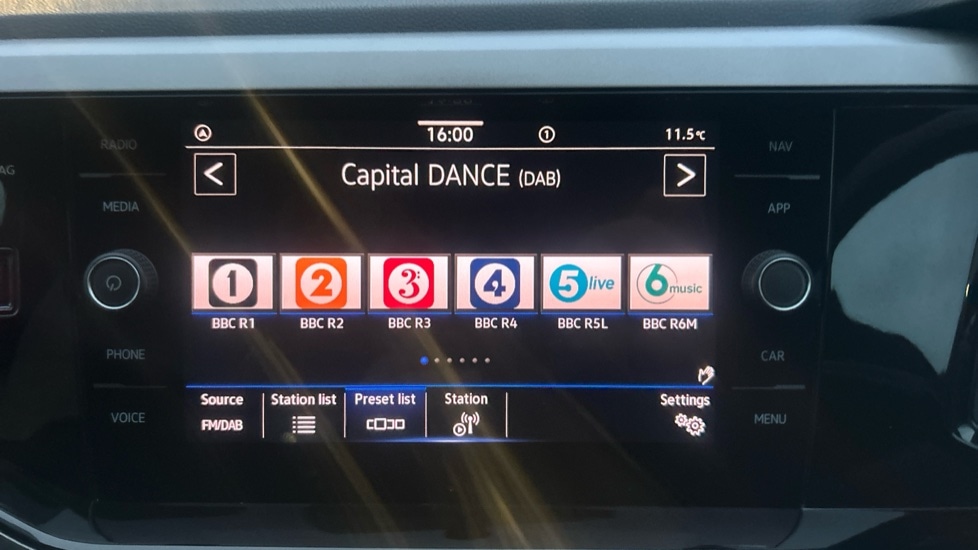 16:00 1 11.5°C
< Capital DANCE (DAB) >
RADIO
NAV
AG
MEDIA
APP
1 2 3 4 5 live 6 music
BBC R1 BBC R2 BBC R3 BBC R4 BBC R5L BBC R6M
PHONE
CAR
Source Station list Preset list Station Settings
FM/DAB
VOICE
MENU